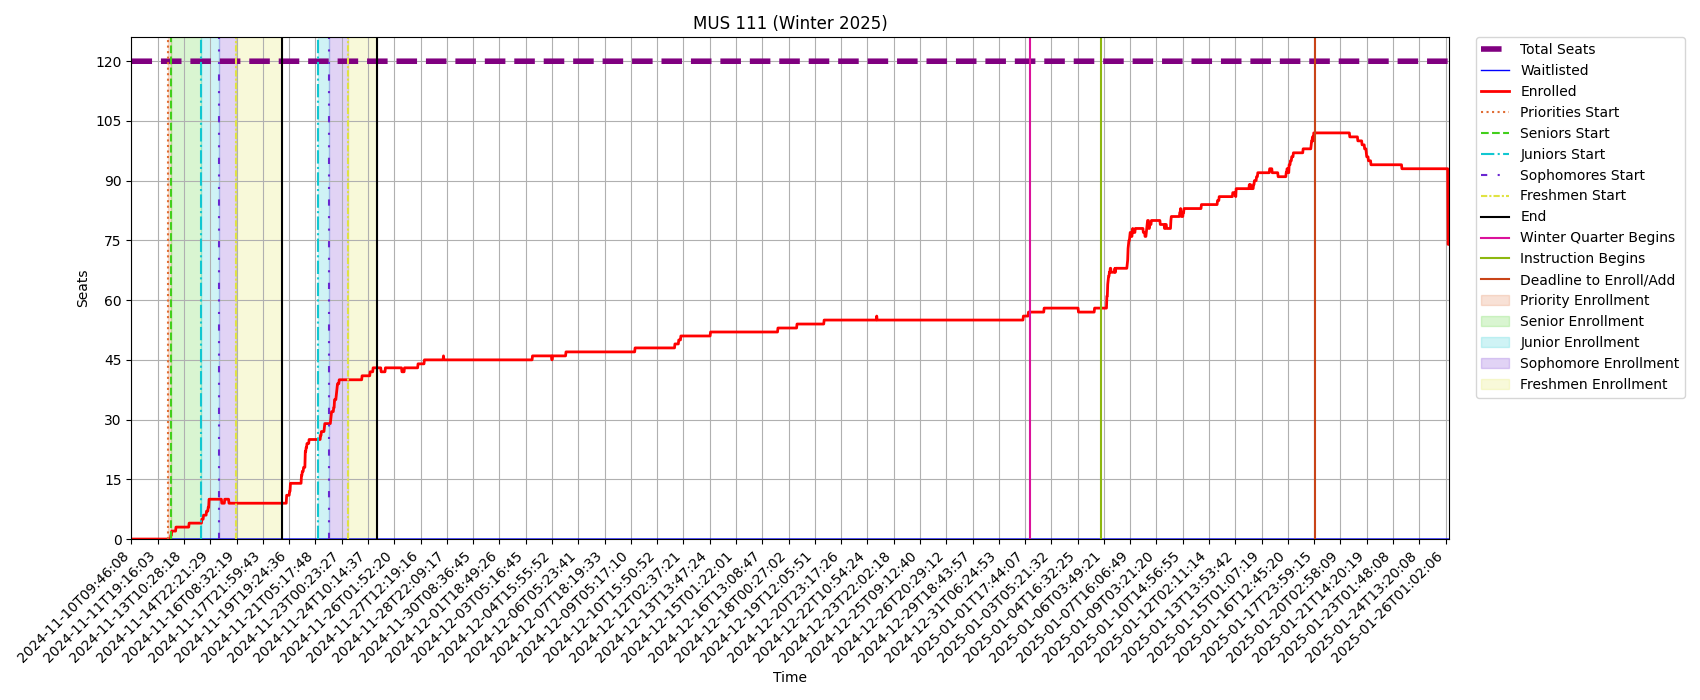 MUS 111 (Winter 2025)
120
105
90
75
60
45
30
15
0
Seats
2024-11-10T09:46:08
2024-11-11T19:16:03
2024-11-13T10:28:18
2024-11-14T22:21:29
2024-11-16T08:32:19
2024-11-17T21:59:43
2024-11-19T19:24:36
2024-11-21T05:17:48
2024-11-23T00:23:27
2024-11-24T10:14:37
2024-11-26T01:52:20
2024-11-27T12:19:16
2024-11-28T22:09:17
2024-11-30T08:36:45
2024-12-01T18:49:26
2024-12-03T05:16:45
2024-12-04T15:55:52
2024-12-06T05:23:41
2024-12-07T18:19:33
2024-12-09T05:17:10
2024-12-10T15:50:52
2024-12-12T02:37:21
2024-12-13T13:47:24
2024-12-15T01:22:01
2024-12-16T13:08:47
2024-12-18T00:27:02
2024-12-19T12:05:51
2024-12-20T23:17:26
2024-12-22T10:54:24
2024-12-23T22:02:18
2024-12-25T09:12:40
2024-12-26T20:29:12
2024-12-29T18:43:57
2024-12-31T06:24:53
2025-01-01T17:44:07
2025-01-03T05:21:32
2025-01-04T16:32:25
2025-01-06T03:49:21
2025-01-07T16:06:49
2025-01-09T03:21:20
2025-01-10T14:56:55
2025-01-12T02:11:14
2025-01-13T13:53:42
2025-01-15T01:07:19
2025-01-16T12:45:20
2025-01-17T23:59:15
2025-01-20T02:58:09
2025-01-21T14:20:19
2025-01-23T01:48:08
2025-01-24T13:20:08
2025-01-26T01:02:06
Time
Total Seats
Waitlisted
Enrolled
Priorities Start
Seniors Start
Juniors Start
Sophomores Start
Freshmen Start
End
Winter Quarter Begins
Instruction Begins
Deadline to Enroll/Add
Priority Enrollment
Senior Enrollment
Junior Enrollment
Sophomore Enrollment
Freshmen Enrollment